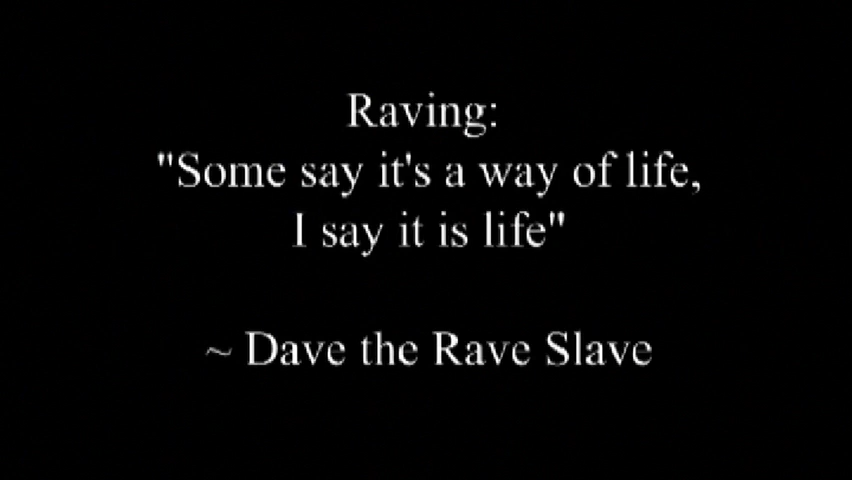 Raving:
"Some say it's a way of life,
I say it is life"
~ Dave the Rave Slave